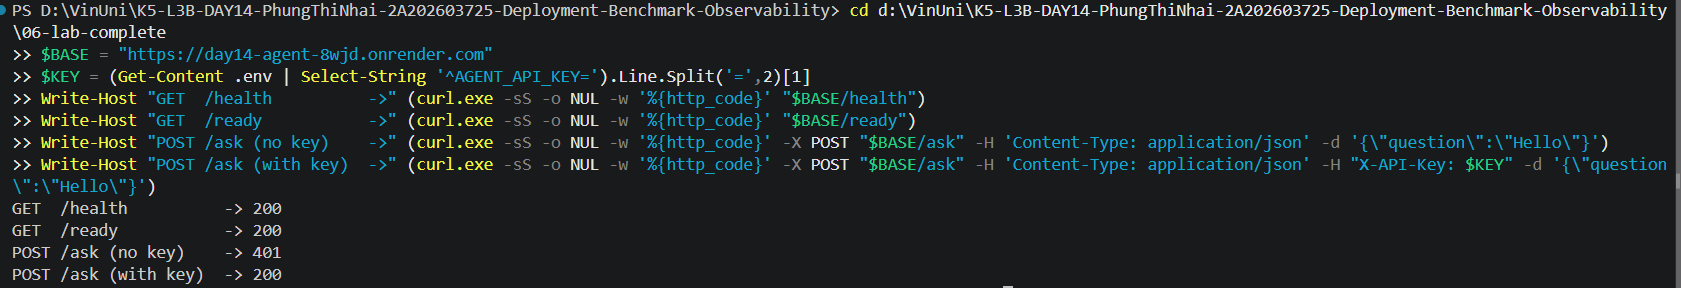 PS D:\VinUni\K5-L3B-DAY14-PhungThiNhai-2A202603725-Deployment-Benchmark-Observability> cd d:\VinUni\K5-L3B-DAY14-PhungThiNhai-2A202603725-Deployment-Benchmark-Observability
\06-lab-complete
>> $BASE = "https://day14-agent-8wjd.onrender.com"
>> $KEY = (Get-Content .env | Select-String '^AGENT_API_KEY=').Line.Split('=',2)[1]
>> Write-Host "GET  /health          ->" (curl.exe -sS -o NUL -w '%{http_code}' "$BASE/health")
>> Write-Host "GET  /ready           ->" (curl.exe -sS -o NUL -w '%{http_code}' "$BASE/ready")
>> Write-Host "POST /ask (no key)    ->" (curl.exe -sS -o NUL -w '%{http_code}' -X POST "$BASE/ask" -H 'Content-Type: application/json' -d '{\"question\":\"Hello\"}')
>> Write-Host "POST /ask (with key)  ->" (curl.exe -sS -o NUL -w '%{http_code}' -X POST "$BASE/ask" -H 'Content-Type: application/json' -H "X-API-Key: $KEY" -d '{\"question
\":\"Hello\"}')
GET  /health          -> 200
GET  /ready           -> 200
POST /ask (no key)    -> 401
POST /ask (with key)  -> 200